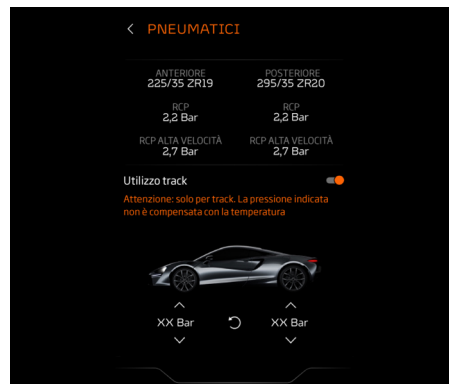 PNEUMATICI
ANTERIORE POSTERIORE
225/35 ZR19 295/35 ZR20
RCP RCP
2,2 Bar 2,2 Bar
RCP ALTA VELOCITÀ RCP ALTA VELOCITÀ
2,7 Bar 2,7 Bar
Utilizzo track
Attenzione: solo per track. La pressione indicata
non è compensata con la temperatura
XX Bar XX Bar